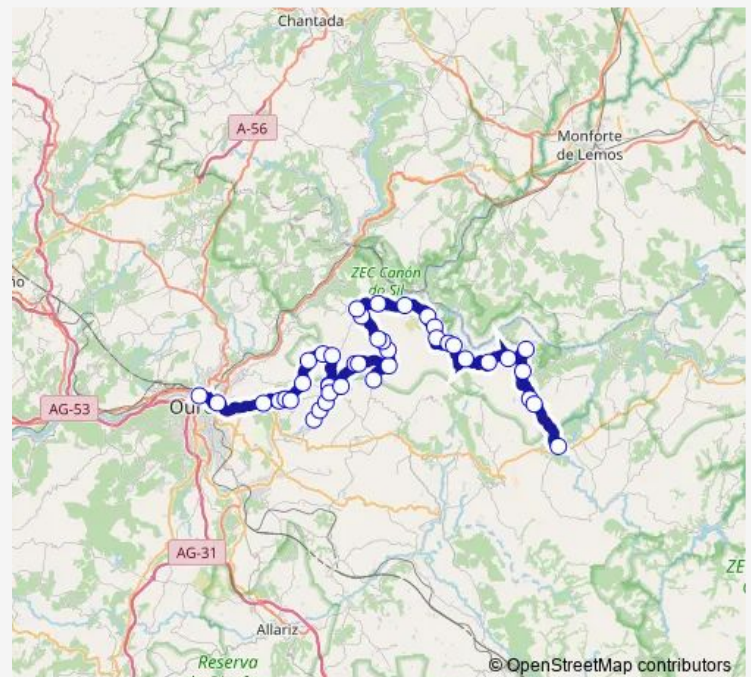 Chantada
A-56
Monforte
de Lemos
ZEC Canón
do Sil
AG-53
AG-31
Allariz
Reserva
© OpenStreetMap contributors